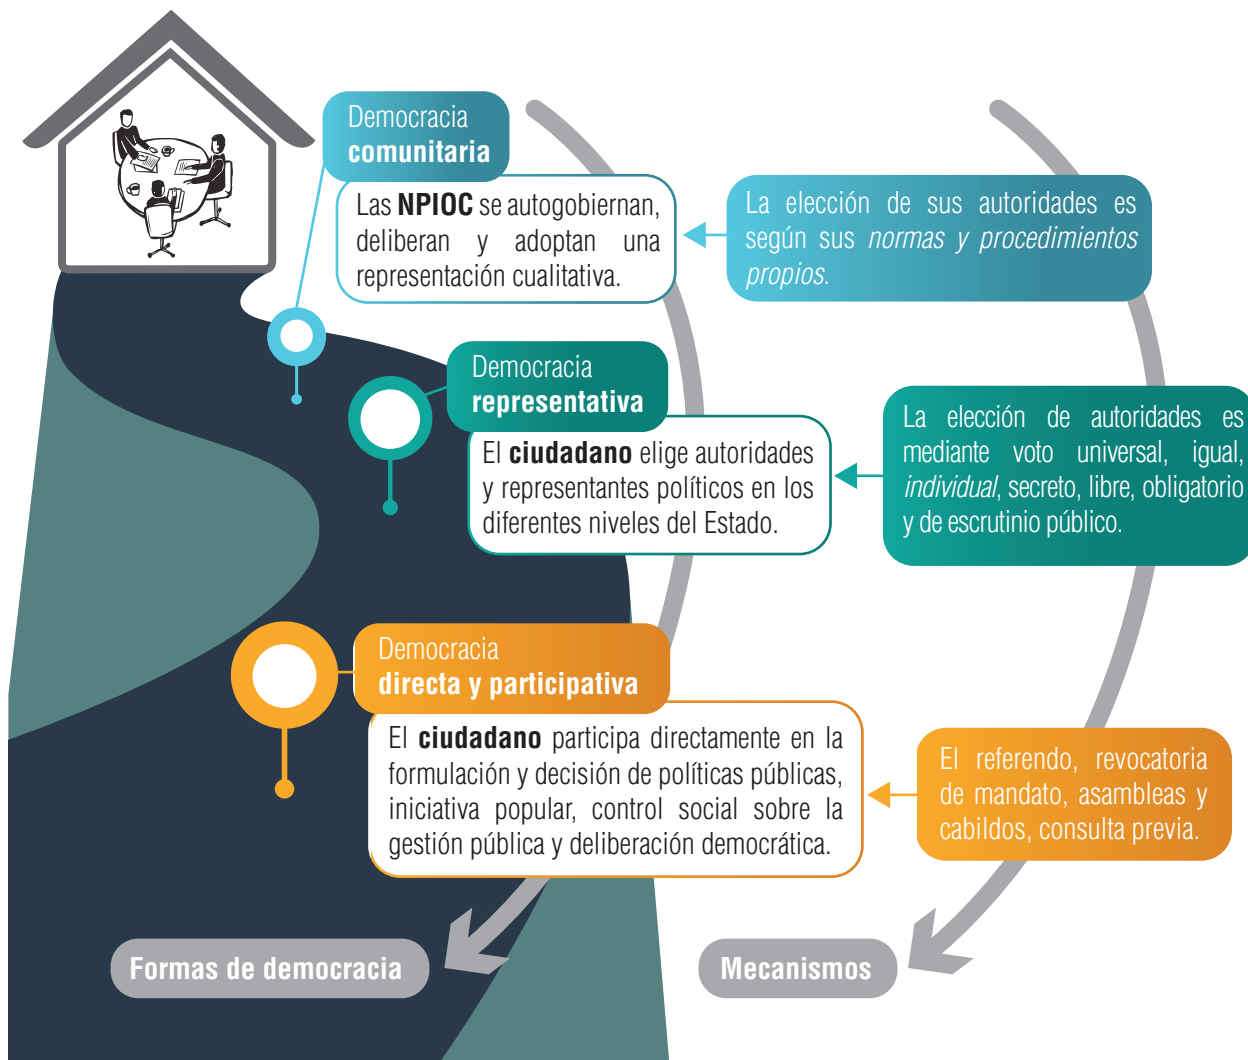 Democracia
comunitaria
Las NPIOC se autogobiernan,
deliberan y adoptan una
representación cualitativa.
La elección de sus autoridades es
según sus normas y procedimientos
propios.
Democracia
representativa
El ciudadano elige autoridades
y representantes políticos en los
diferentes niveles del Estado.
La elección de autoridades es
mediante voto universal, igual,
individual, secreto, libre, obligatorio
y de escrutinio público.
Democracia
directa y participativa
El ciudadano participa directamente en la
formulación y decisión de políticas públicas,
iniciativa popular, control social sobre la
gestión pública y deliberación democrática.
El referendo, revocatoria
de mandato, asambleas y
cabildos, consulta previa.
Formas de democracia
Mecanismos